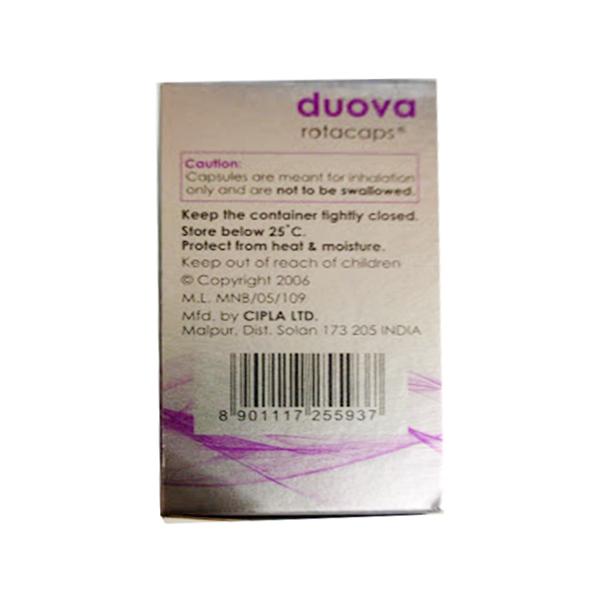 duova
rotacaps®
Caution:
Capsules are meant for inhalation
only and are not to be swallowed.
Keep the container tightly closed.
Store below 25°C.
Protect from heat & moisture.
Keep out of reach of children
© Copyright 2006
M.L. MNB/05/109
Mfd. by CIPLA LTD.
Malpur, Dist. Solan 173 205 INDIA
8 901117 255937